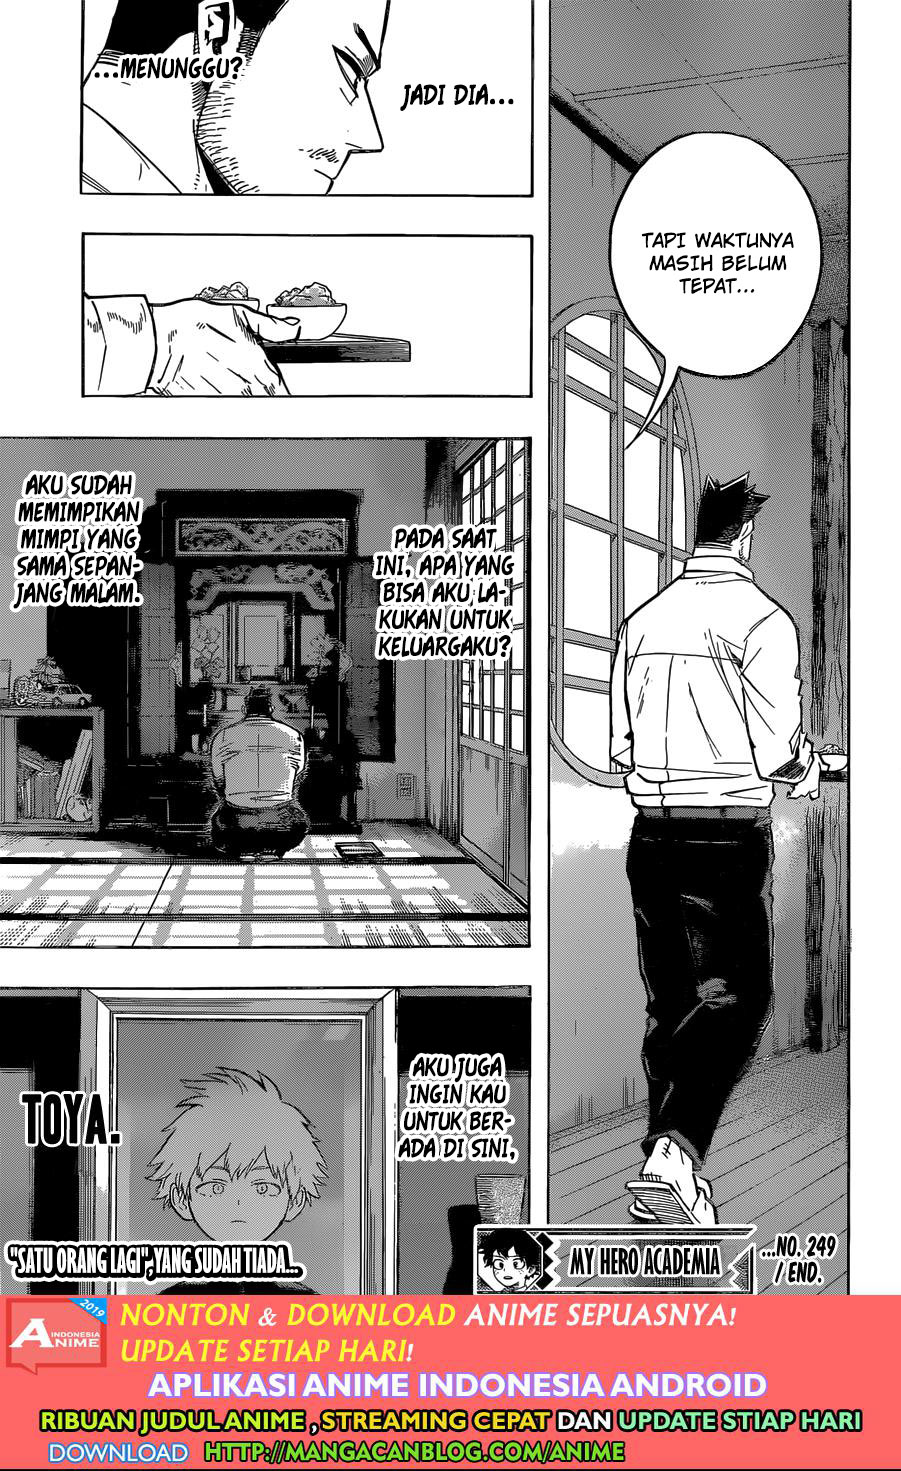 TAPI WAKTUNYA
MASIH BELUM
TEPAT...
JADI DIA...
...MENUNGGU?
PADA SAAT
INI, APA YANG
BISA AKU LA-
KUKAN UNTUK
KELUARGAKU?
AKU SUDAH
MEMIMPIKAN
MIMPI YANG
SAMA SEPAN-
JANG MALAM.
AKU JUGA
INGIN KAU
UNTUK BER-
ADA DI SINI,
TOYA.
"SATU ORANG LAGI", YANG SUDAH TIADA...
MY HERO ACADEMIA
...NO. 249
/ END.
2019
INDONESIA
ANIME
NONTON & DOWNLOAD ANIME SEPUASNYA!
UPDATE SETIAP HARI!
APLIKASI ANIME INDONESIA ANDROID
RIBUAN JUDUL ANIME , STREAMING CEPAT DAN UPDATE STIAP HARI
DOWNLOAD HTTP://MANGACANBLOG.COM/ANIME